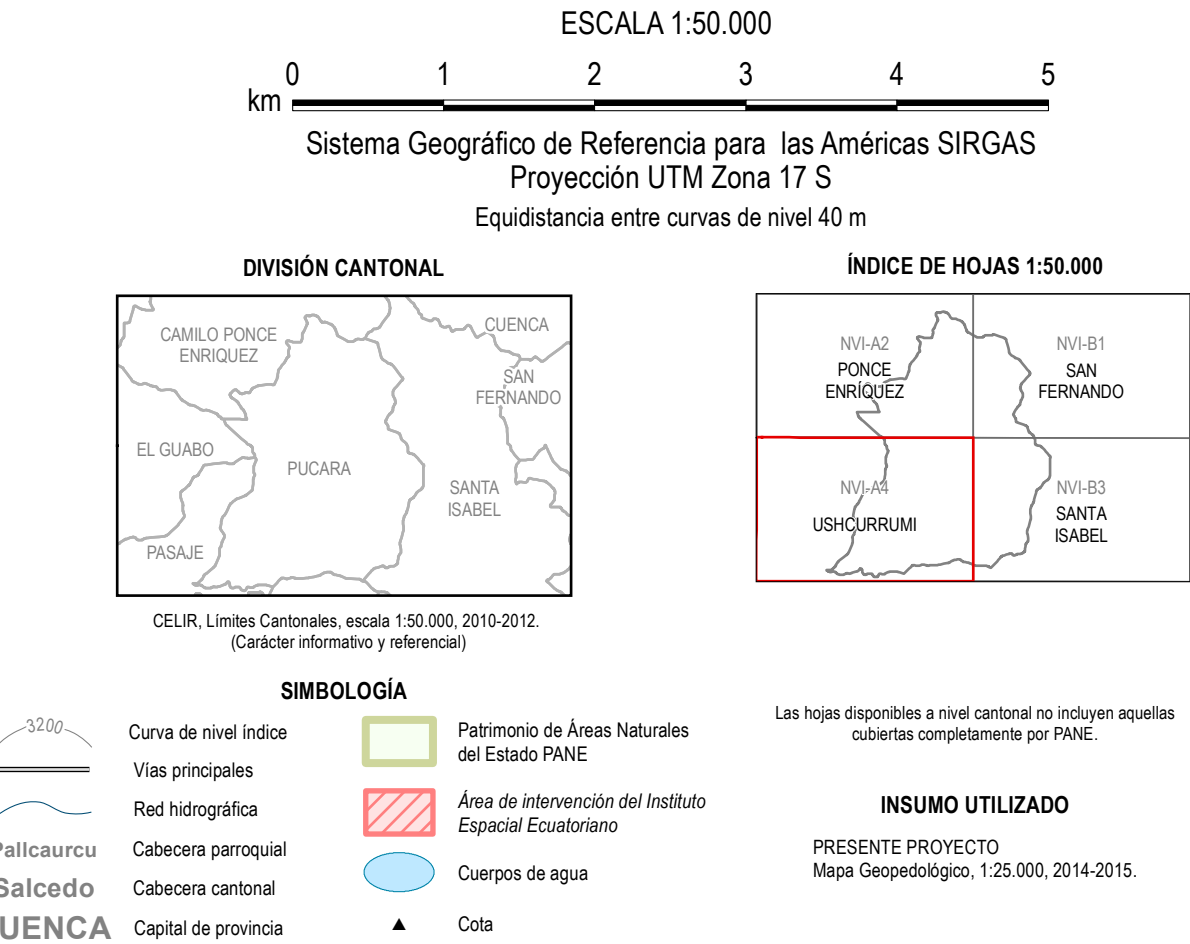 ESCALA 1:50.000
0 1 2 3 4 5
km
Sistema Geográfico de Referencia para las Américas SIRGAS
Proyección UTM Zona 17 S
Equidistancia entre curvas de nivel 40 m
DIVISIÓN CANTONAL
CAMILO PONCE
ENRIQUEZ
CUENCA
SAN
FERNANDO
EL GUABO
PUCARA
SANTA
ISABEL
PASAJE
CELIR, Límites Cantonales, escala 1:50.000, 2010-2012.
(Carácter informativo y referencial)
ÍNDICE DE HOJAS 1:50.000
NVI-A2
PONCE
ENRÍQUEZ
NVI-B1
SAN
FERNANDO
NVI-A4
USHCURRUMI
NVI-B3
SANTA
ISABEL
SIMBOLOGÍA
3200
Curva de nivel índice
Vías principales
Red hidrográfica
Pallcaurcu
Cabecera parroquial
Salcedo
Cabecera cantonal
UENCA
Capital de provincia
Patrimonio de Áreas Naturales
del Estado PANE
Área de intervención del Instituto
Espacial Ecuatoriano
Cuerpos de agua
Cota
Las hojas disponibles a nivel cantonal no incluyen aquellas
cubiertas completamente por PANE.
INSUMO UTILIZADO
PRESENTE PROYECTO
Mapa Geopedológico, 1:25.000, 2014-2015.